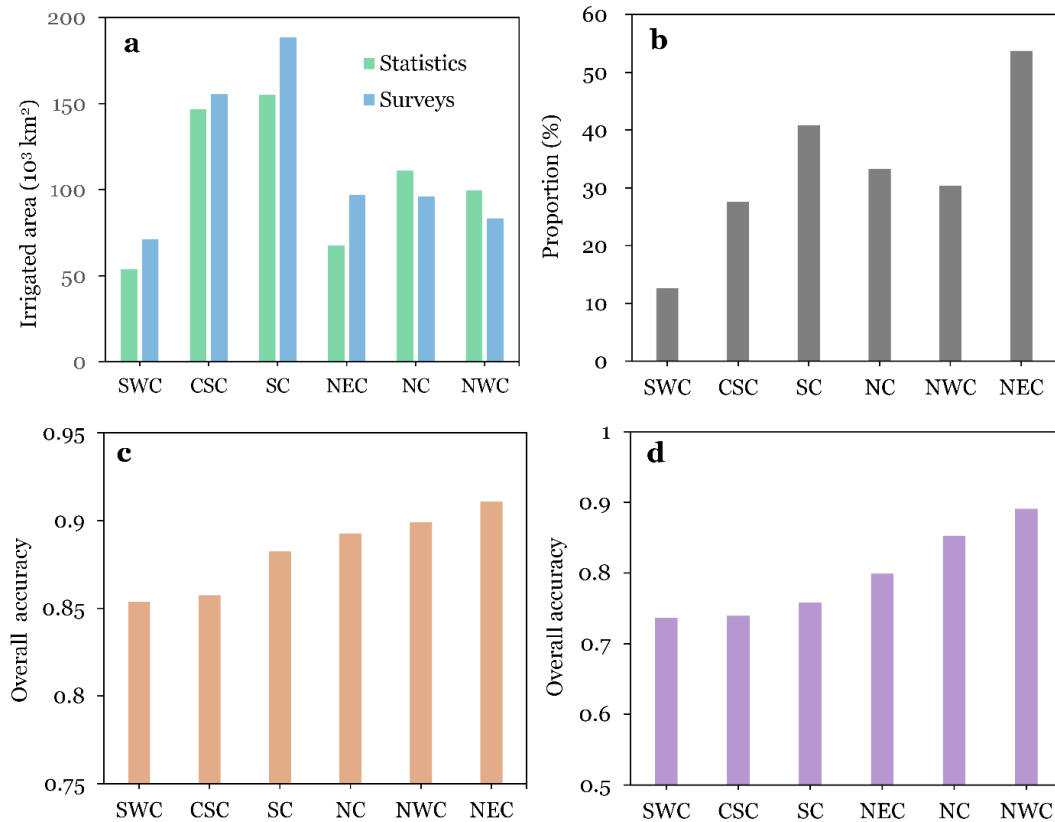 a
Statistics
Surveys
Irrigated area (10³ km²)
200
150
100
50
0
SWC CSC SC NEC NC NWC
b
Proportion (%)
60
50
40
30
20
10
0
SWC CSC SC NC NWC NEC
c
Overall accuracy
0.95
0.9
0.85
0.8
0.75
SWC CSC SC NC NWC NEC
d
Overall accuracy
1
0.9
0.8
0.7
0.6
0.5
SWC CSC SC NEC NC NWC